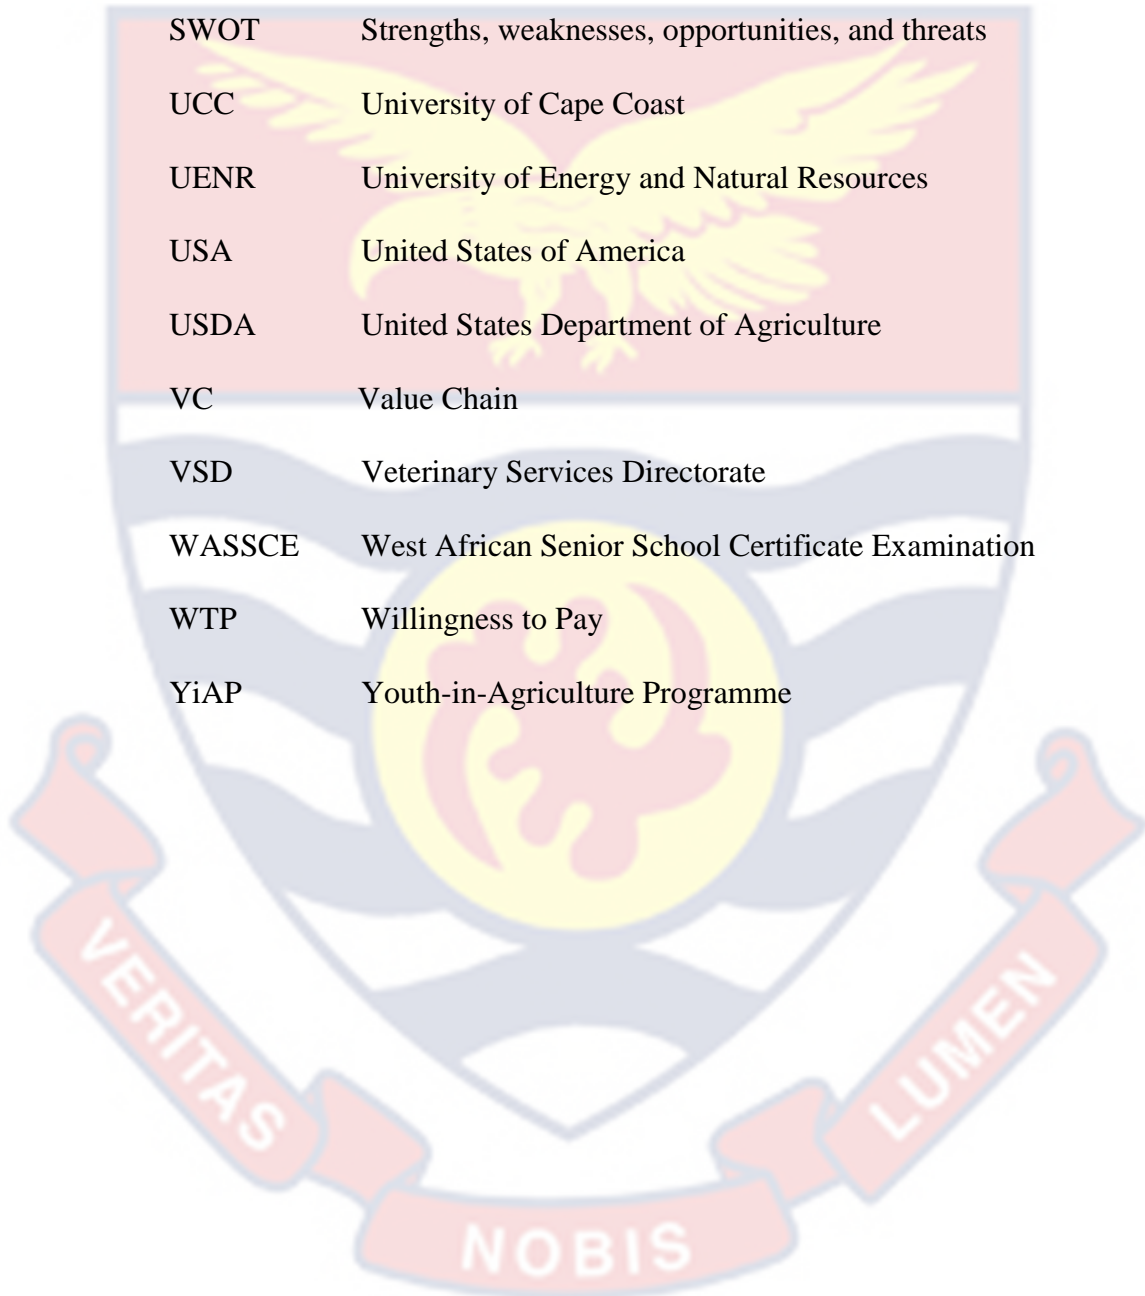 SWOT Strengths, weaknesses, opportunities, and threats
UCC University of Cape Coast
UENR University of Energy and Natural Resources
USA United States of America
USDA United States Department of Agriculture
VC Value Chain
VSD Veterinary Services Directorate
WASSCE West African Senior School Certificate Examination
WTP Willingness to Pay
YiAP Youth-in-Agriculture Programme
VERITAS
NOBIS
LUMEN